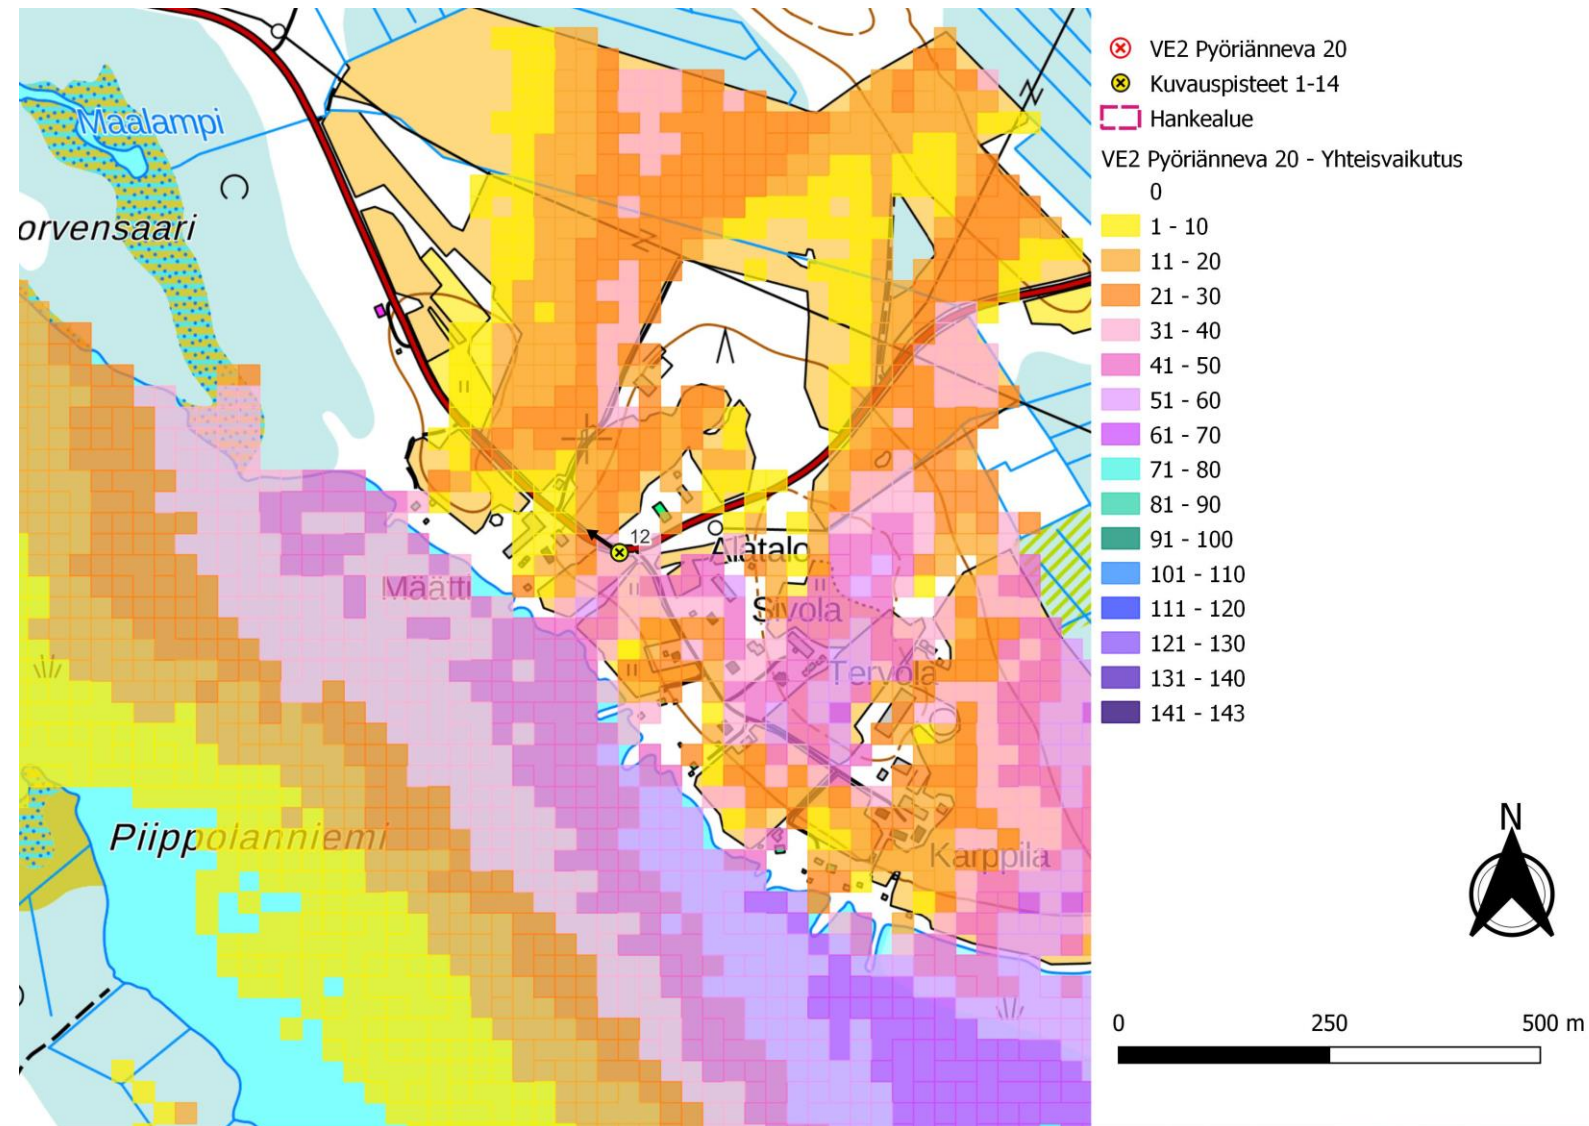 Maalampi
orvensaari
12
Alatalo
Määtti
Sivola
Tervola
Piippolanniemi
Karppila
VE2 Pyöriänneva 20
Kuvauspisteet 1-14
Hankealue
VE2 Pyöriänneva 20 - Yhteisvaikutus
0
1 - 10
11 - 20
21 - 30
31 - 40
41 - 50
51 - 60
61 - 70
71 - 80
81 - 90
91 - 100
101 - 110
111 - 120
121 - 130
131 - 140
141 - 143
N
0 250 500 m